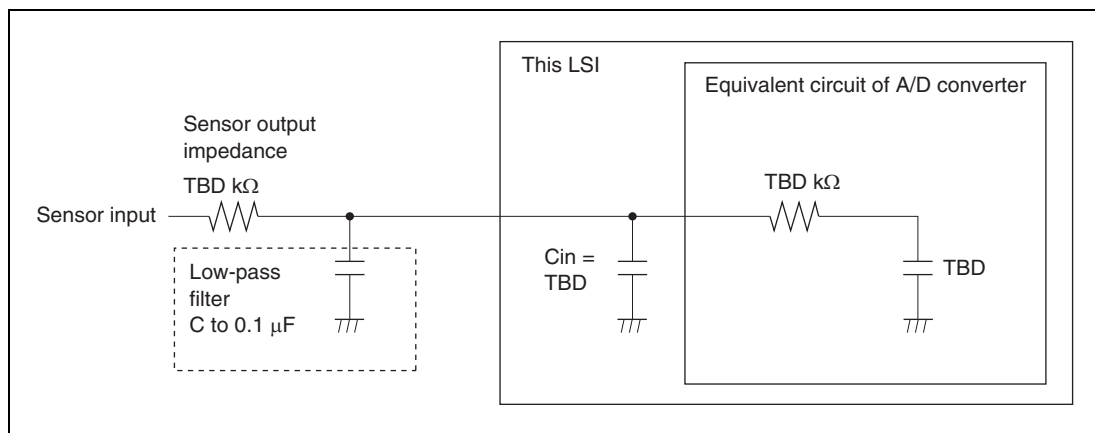 This LSI
Equivalent circuit of A/D converter
Sensor output
impedance
TBD kΩ
TBD kΩ
Sensor input
Low-pass
filter
C to 0.1 μF
Cin =
TBD
TBD